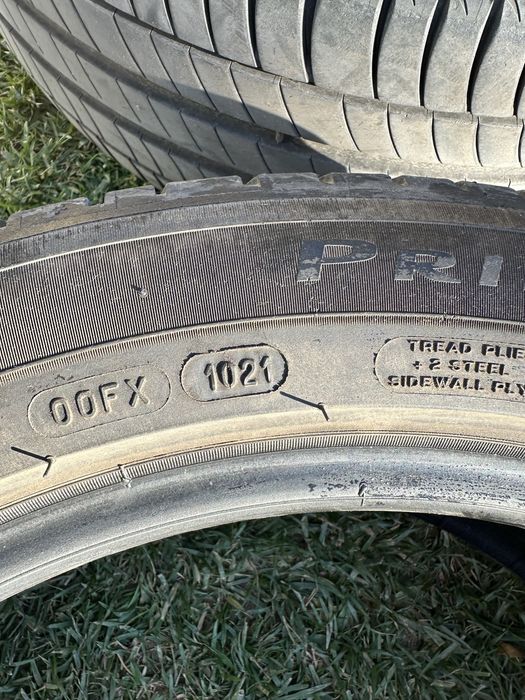 PRI
00FX 1021
TREAD PLIE
+ 2 STEEL
SIDEWALL PLY